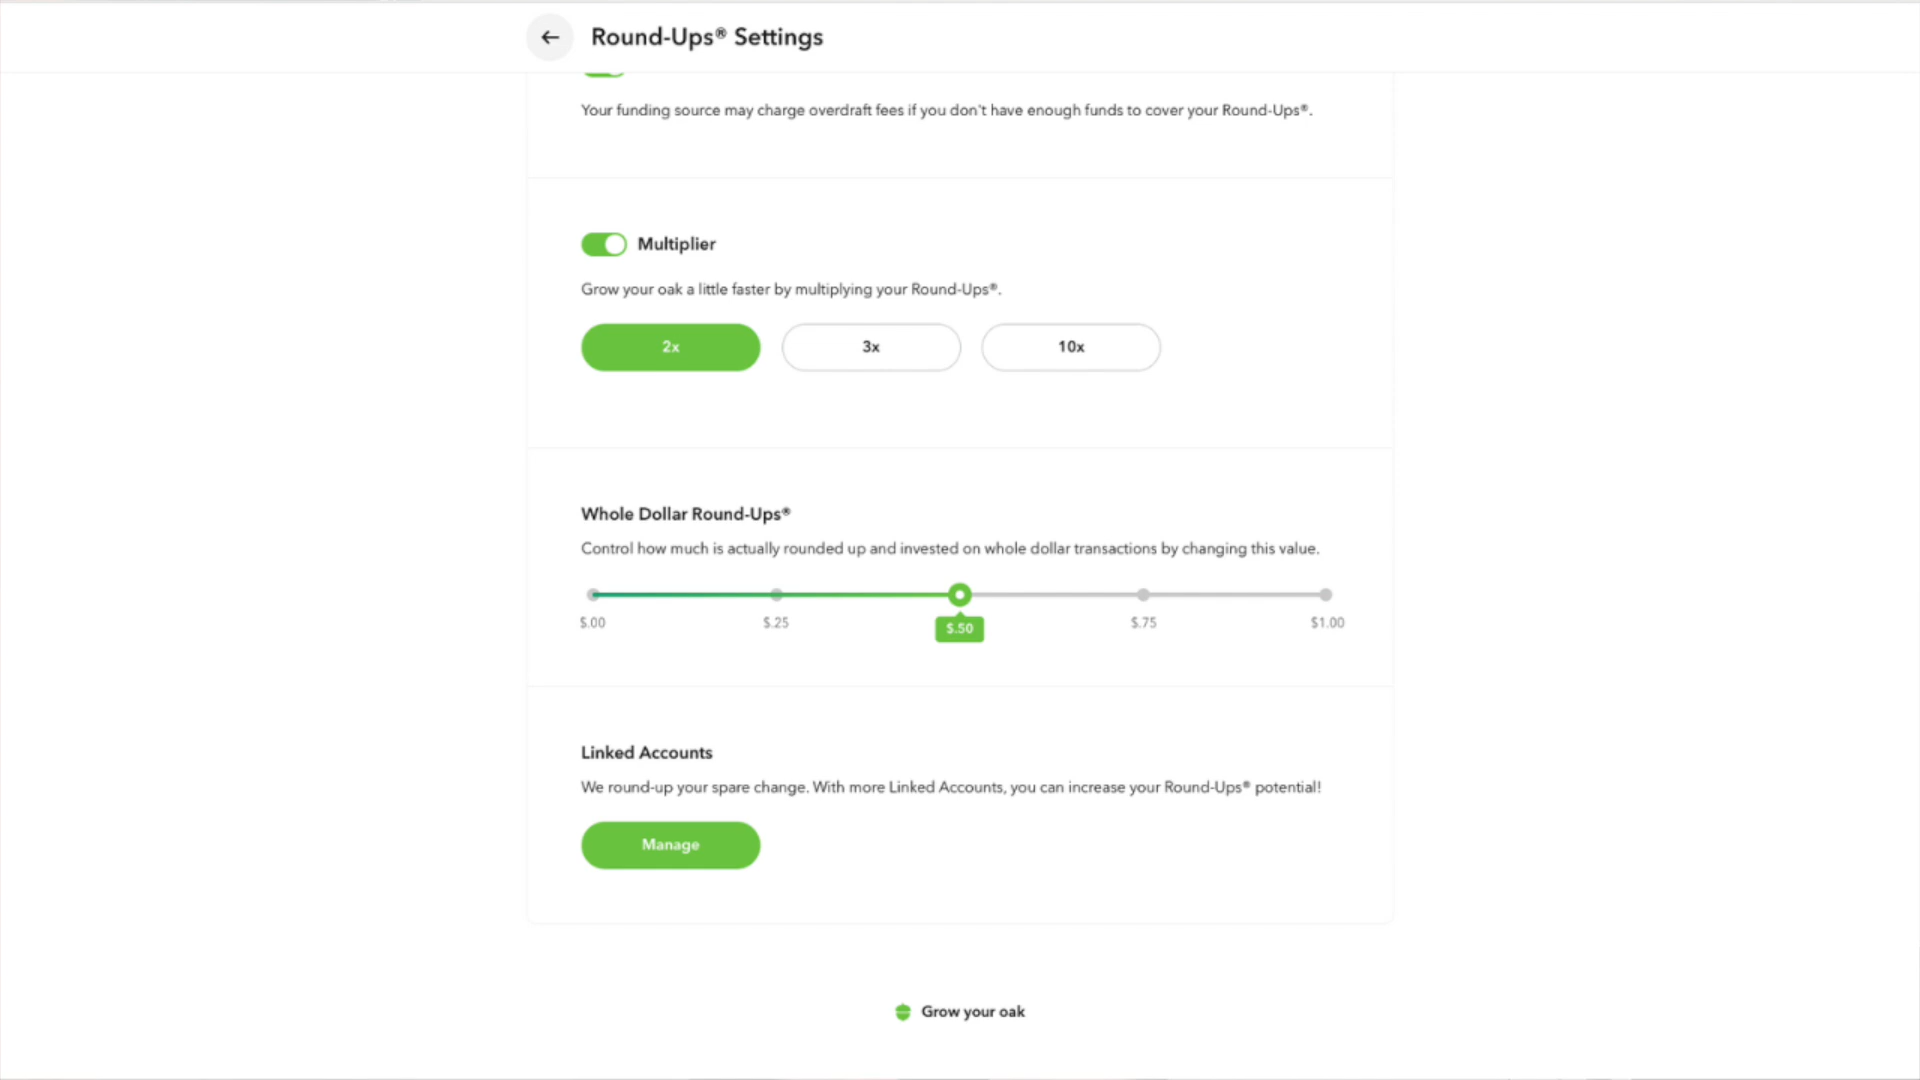 Round-Ups® Settings
Your funding source may charge overdraft fees if you don't have enough funds to cover your Round-Ups®.
Multiplier
Grow your oak a little faster by multiplying your Round-Ups®.
2x 3x 10x
Whole Dollar Round-Ups®
Control how much is actually rounded up and invested on whole dollar transactions by changing this value.
$.00 $.25 $.50 $.75 $1.00
Linked Accounts
We round-up your spare change. With more Linked Accounts, you can increase your Round-Ups® potential!
Manage
Grow your oak